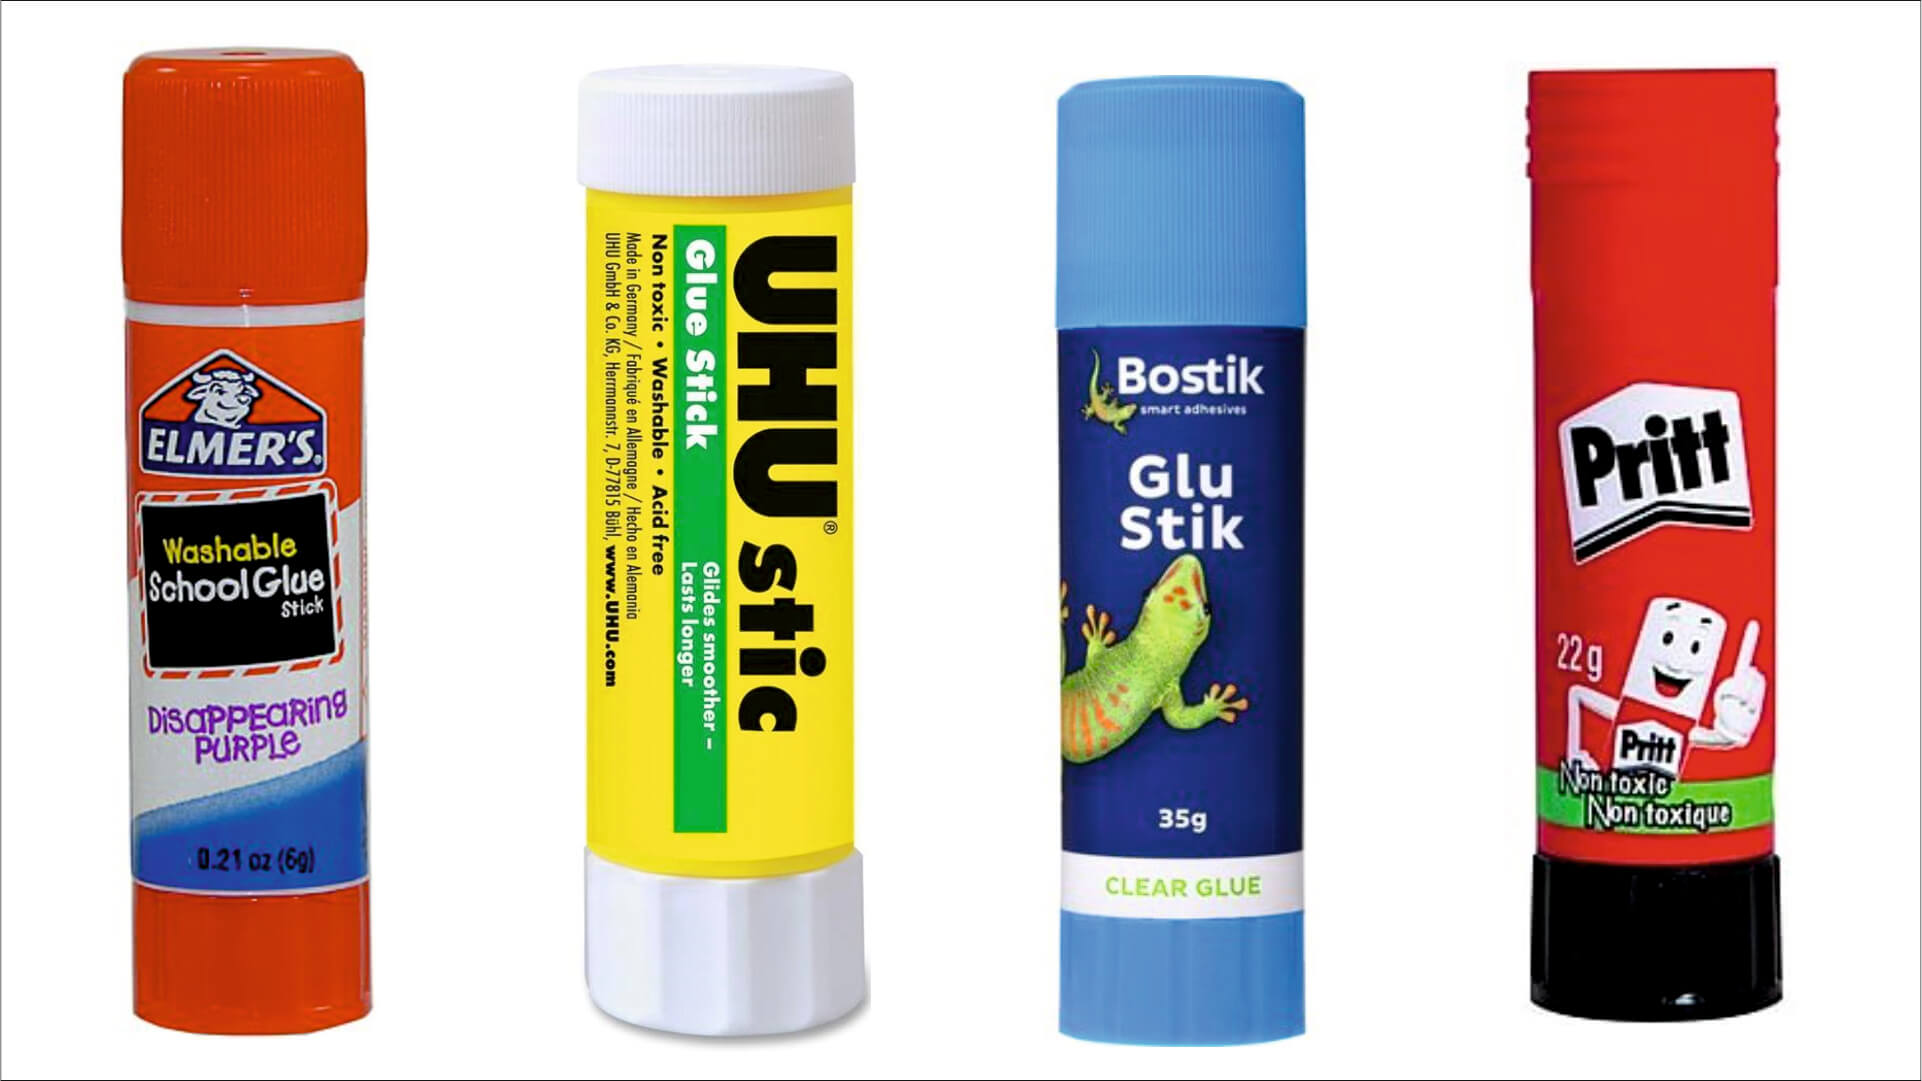 ELMER'S®
Washable
School Glue
Stick
Disappearing
PURPLE
0.21 oz (6g)
UHU® stic
Glue Stick
Glides smoother –
Lasts longer
Non toxic • Washable • Acid free
Made in Germany / Fabriqué en Allemagne / Hecho en Alemania
UHU GmbH & Co. KG, Herrmannstr. 7, D-77815 Bühl, www.UHU.com
Bostik
smart adhesives
Glu
Stik
35g
CLEAR GLUE
Pritt
22g
Pritt
Non toxic
Non toxique